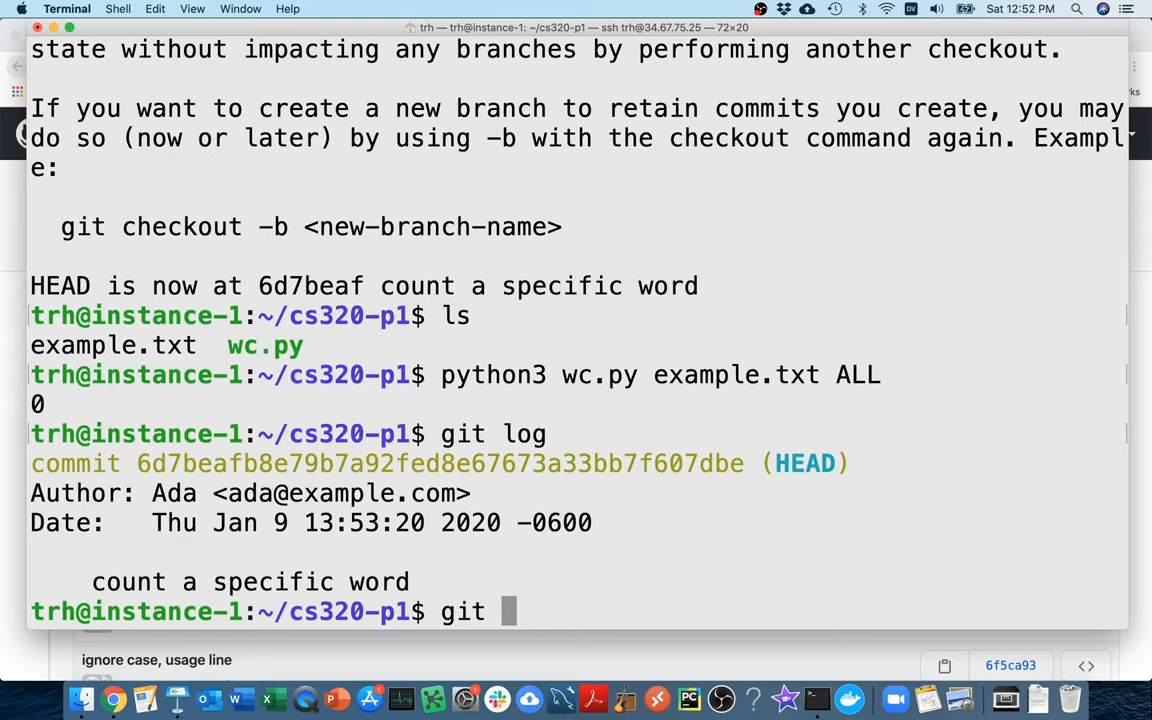 Terminal Shell Edit View Window Help Sat 12:52 PM
trh — trh@instance-1: ~/cs320-p1 — ssh trh@34.67.75.25 — 72×20
state without impacting any branches by performing another checkout.
If you want to create a new branch to retain commits you create, you may
do so (now or later) by using -b with the checkout command again. Exampl
e:
git checkout -b <new-branch-name>
HEAD is now at 6d7beaf count a specific word
trh@instance-1:~/cs320-p1$ ls
example.txt wc.py
trh@instance-1:~/cs320-p1$ python3 wc.py example.txt ALL
0
trh@instance-1:~/cs320-p1$ git log
commit 6d7beafb8e79b7a92fed8e67673a33bb7f607dbe (HEAD)
Author: Ada <ada@example.com>
Date: Thu Jan 9 13:53:20 2020 -0600
count a specific word
trh@instance-1:~/cs320-p1$ git
ignore case, usage line 6f5ca93